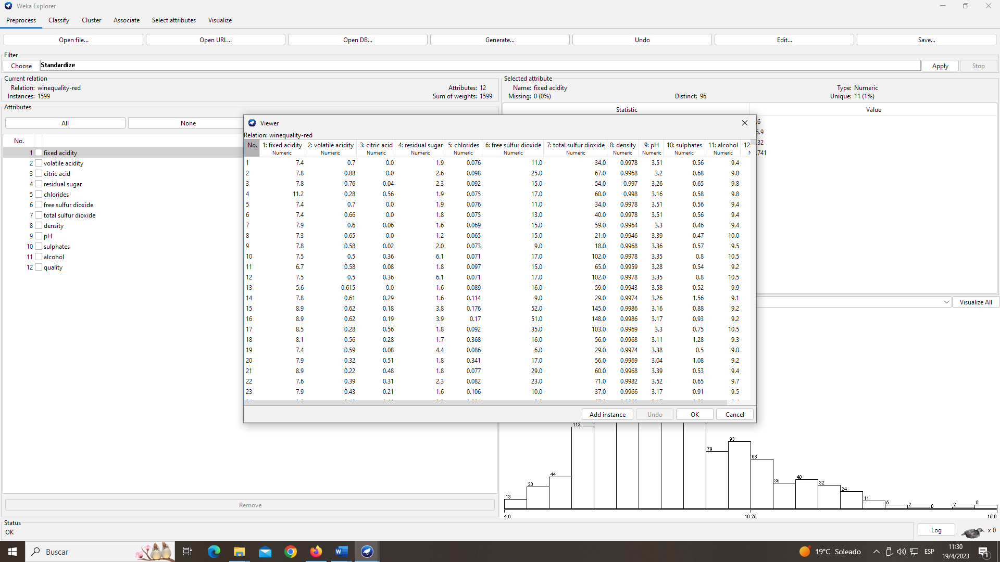 Weka Explorer
Preprocess Classify Cluster Associate Select attributes Visualize
Open file... Open URL... Open DB... Generate... Undo Edit... Save...
Filter
Choose Standardize Apply Stop
Current relation
Relation: winequality-red Attributes: 12
Instances: 1599 Sum of weights: 1599
Selected attribute
Name: fixed acidity Type: Numeric
Missing: 0 (0%) Distinct: 96 Unique: 11 (1%)
Statistic Value
.6
5.9
.32
.741
Attributes
All None
No.
1 fixed acidity
2 volatile acidity
3 citric acid
4 residual sugar
5 chlorides
6 free sulfur dioxide
7 total sulfur dioxide
8 density
9 pH
10 sulphates
11 alcohol
12 quality
Remove
Viewer
Relation: winequality-red
No. 1: fixed acidity 2: volatile acidity 3: citric acid 4: residual sugar 5: chlorides 6: free sulfur dioxide 7: total sulfur dioxide 8: density 9: pH 10: sulphates 11: alcohol 12
Numeric Numeric Numeric Numeric Numeric Numeric Numeric Numeric Numeric Numeric Numeric
1 7.4 0.7 0.0 1.9 0.076 11.0 34.0 0.9978 3.51 0.56 9.4
2 7.8 0.88 0.0 2.6 0.098 25.0 67.0 0.9968 3.2 0.68 9.8
3 7.8 0.76 0.04 2.3 0.092 15.0 54.0 0.997 3.26 0.65 9.8
4 11.2 0.28 0.56 1.9 0.075 17.0 60.0 0.998 3.16 0.58 9.8
5 7.4 0.7 0.0 1.9 0.076 11.0 34.0 0.9978 3.51 0.56 9.4
6 7.4 0.66 0.0 1.8 0.075 13.0 40.0 0.9978 3.51 0.56 9.4
7 7.9 0.6 0.06 1.6 0.069 15.0 59.0 0.9964 3.3 0.46 9.4
8 7.3 0.65 0.0 1.2 0.065 15.0 21.0 0.9946 3.39 0.47 10.0
9 7.8 0.58 0.02 2.0 0.073 9.0 18.0 0.9968 3.36 0.57 9.5
10 7.5 0.5 0.36 6.1 0.071 17.0 102.0 0.9978 3.35 0.8 10.5
11 6.7 0.58 0.08 1.8 0.097 15.0 65.0 0.9959 3.28 0.54 9.2
12 7.5 0.5 0.36 6.1 0.071 17.0 102.0 0.9978 3.35 0.8 10.5
13 5.6 0.615 0.0 1.6 0.089 16.0 59.0 0.9943 3.58 0.52 9.9
14 7.8 0.61 0.29 1.6 0.114 9.0 29.0 0.9974 3.26 1.56 9.1
15 8.9 0.62 0.18 3.8 0.176 52.0 145.0 0.9986 3.16 0.88 9.2
16 8.9 0.62 0.19 3.9 0.17 51.0 148.0 0.9986 3.17 0.93 9.2
17 8.5 0.28 0.56 1.8 0.092 35.0 103.0 0.9969 3.3 0.75 10.5
18 8.1 0.56 0.28 1.7 0.368 16.0 56.0 0.9968 3.11 1.28 9.3
19 7.4 0.59 0.08 4.4 0.086 6.0 29.0 0.9974 3.38 0.5 9.0
20 7.9 0.32 0.51 1.8 0.341 17.0 56.0 0.9969 3.04 1.08 9.2
21 8.9 0.22 0.48 1.8 0.077 29.0 60.0 0.9968 3.39 0.53 9.4
22 7.6 0.39 0.31 2.3 0.082 23.0 71.0 0.9982 3.52 0.65 9.7
23 7.9 0.43 0.21 1.6 0.106 10.0 37.0 0.9966 3.17 0.91 9.5
Add instance Undo OK Cancel
Visualize All
13 30 44 113 79 93 68 35 40 32 24 11 5 2 0 2 5
4.6 10.25 15.9
Status
OK
Log x 0
Buscar
19°C Soleado
ESP
11:30
19/4/2023
1